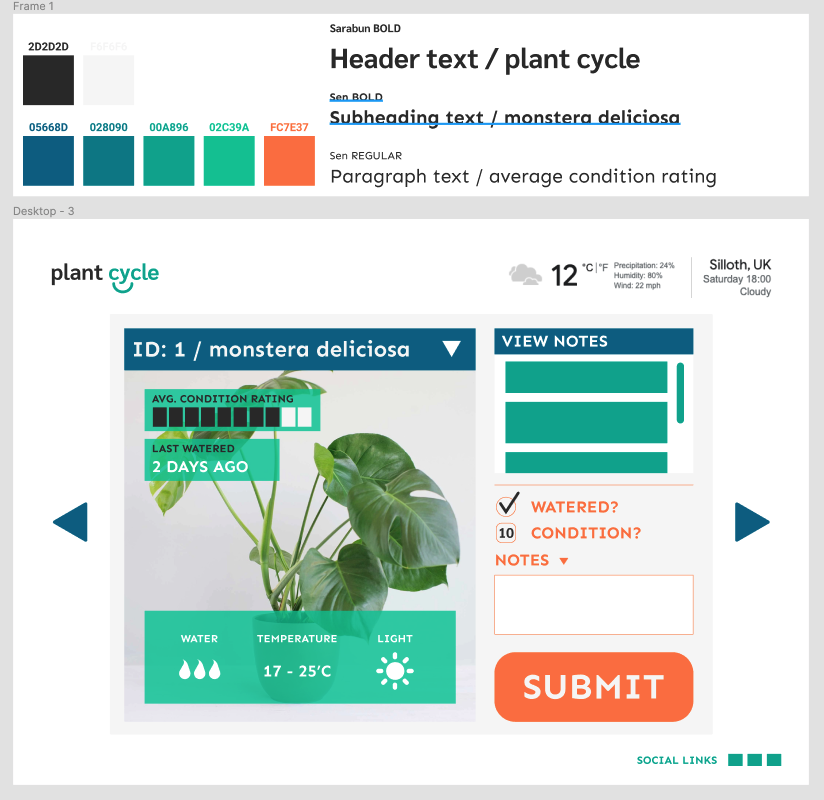 Frame 1
Sarabun BOLD
2D2D2D F6F6F6
Header text / plant cycle
Sen BOLD
Subheading text / monstera deliciosa
05668D 028090 00A896 02C39A FC7E37
Sen REGULAR
Paragraph text / average condition rating
Desktop - 3
plant cycle
12 °C|°F
Precipitation: 24%
Humidity: 80%
Wind: 22 mph
Silloth, UK
Saturday 18:00
Cloudy
ID: 1 / monstera deliciosa
AVG. CONDITION RATING
LAST WATERED
2 DAYS AGO
WATER TEMPERATURE LIGHT
17 - 25'C
VIEW NOTES
WATERED?
10 CONDITION?
NOTES
SUBMIT
SOCIAL LINKS